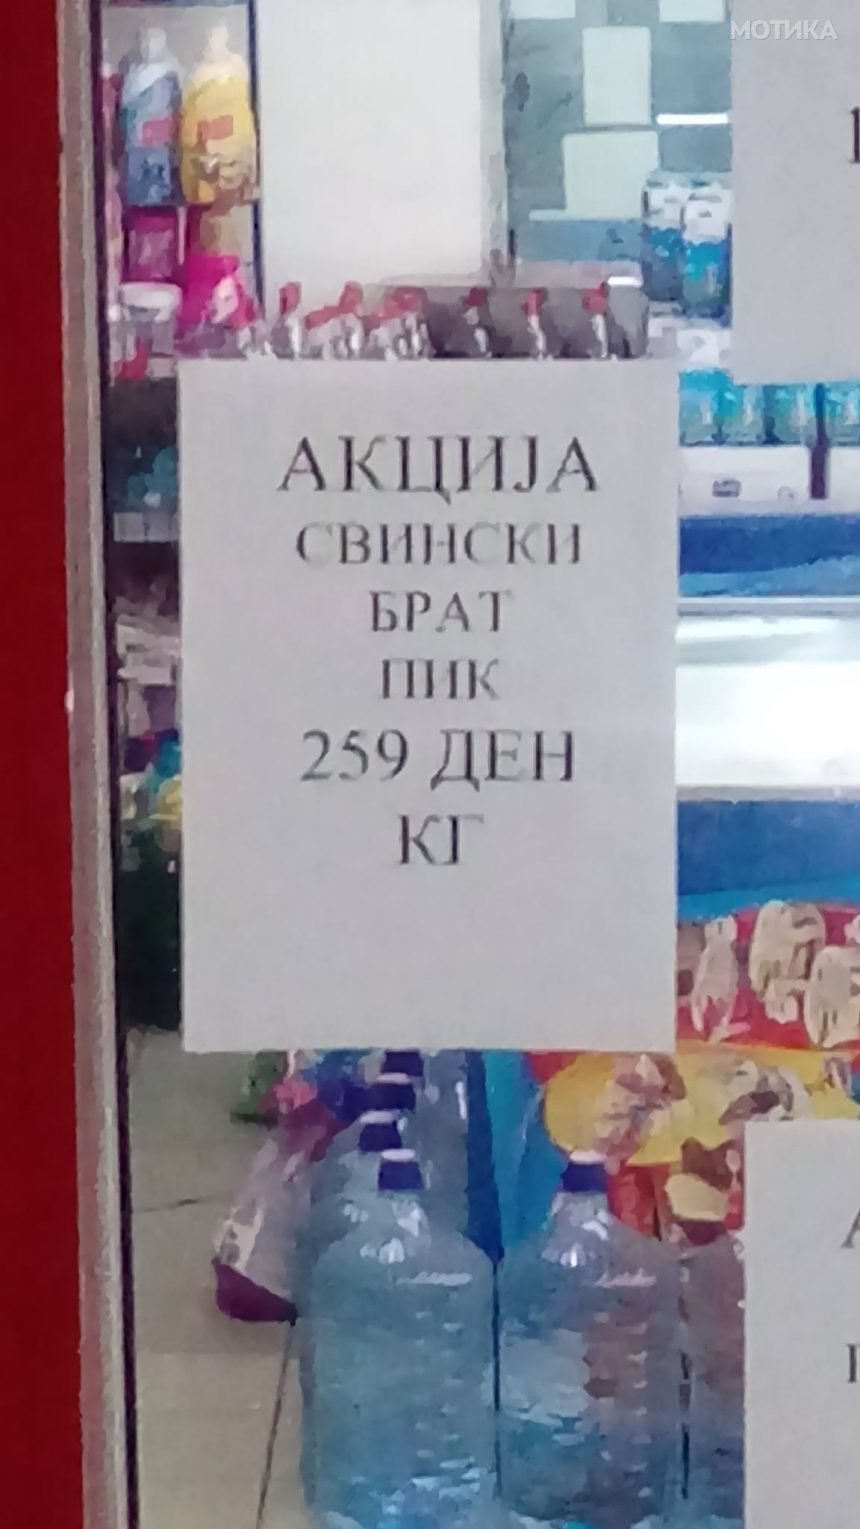 МОТИКА
АКЦИЈА
СВИНСКИ
БРАТ
ПИК
259 ДЕН
КГ